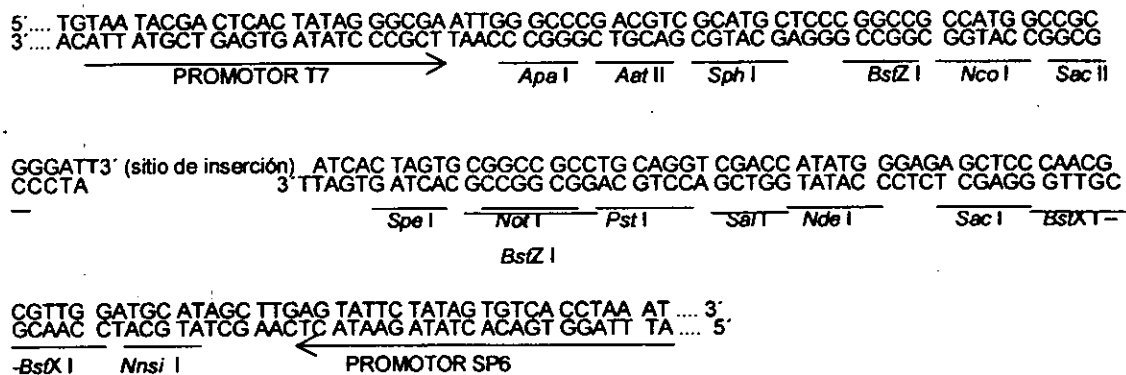 5´.... TGTAA TACGA CTCAC TATAG GGCGA ATTGG GCCCG ACGTC GCATG CTCCC GGCCG CCATG GCCGC
3´.... ACATT ATGCT GAGTG ATATC CCGCT TAACC CGGGC TGCAG CGTAC GAGGG CCGGC GGTAC CGGCG
PROMOTOR T7 Apa I Aat II Sph I BstZ I Nco I Sac II
GGGATT3´ (sitio de inserción) ATCAC TAGTG CGGCC GCCTG CAGGT CGACC ATATG GGAGA GCTCC CAACG
CCCTA 3´TTAGTG ATCAC GCCGG CGGAC GTCCA GCTGG TATAC CCTCT CGAGG GTTGC
Spe I Not I Pst I Sal I Nde I Sac I BstX I –
BstZ I
CGTTG GATGC ATAGC TTGAG TATTC TATAG TGTCA CCTAA AT .... 3´
GCAAC CTACG TATCG AACTC ATAAG ATATC ACAGT GGATT TA .... 5´
-BstX I Nnsi I PROMOTOR SP6